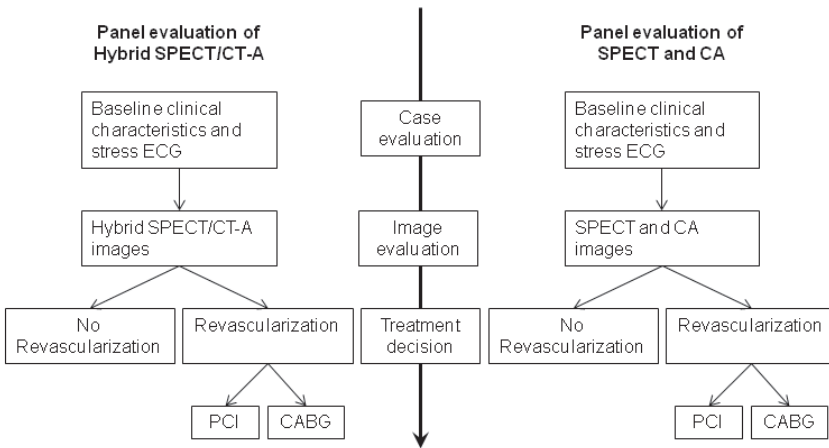 Panel evaluation of
Hybrid SPECT/CT-A
Panel evaluation of
SPECT and CA
Baseline clinical
characteristics and
stress ECG
Case
evaluation
Baseline clinical
characteristics and
stress ECG
Hybrid SPECT/CT-A
images
Image
evaluation
SPECT and CA
images
No
Revascularization
Revascularization
Treatment
decision
No
Revascularization
Revascularization
PCI
CABG
PCI
CABG